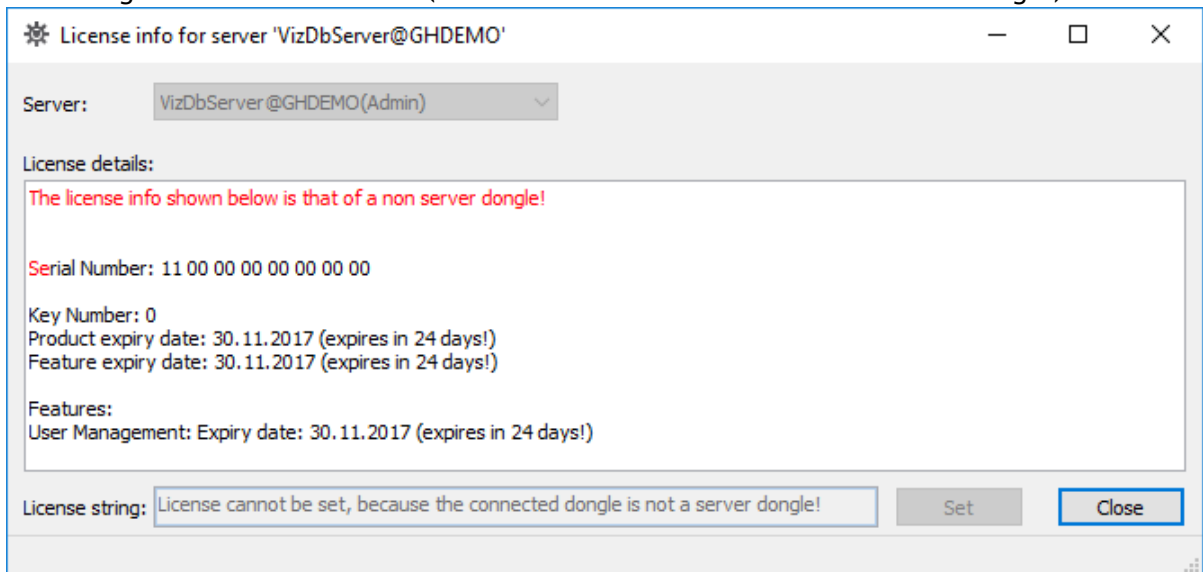 License info for server 'VizDbServer@GHDEMO'
Server: VizDbServer@GHDEMO(Admin)
License details:
The license info shown below is that of a non server dongle!
Serial Number: 11 00 00 00 00 00 00 00
Key Number: 0
Product expiry date: 30.11.2017 (expires in 24 days!)
Feature expiry date: 30.11.2017 (expires in 24 days!)
Features:
User Management: Expiry date: 30.11.2017 (expires in 24 days!)
License string: License cannot be set, because the connected dongle is not a server dongle! Set Close